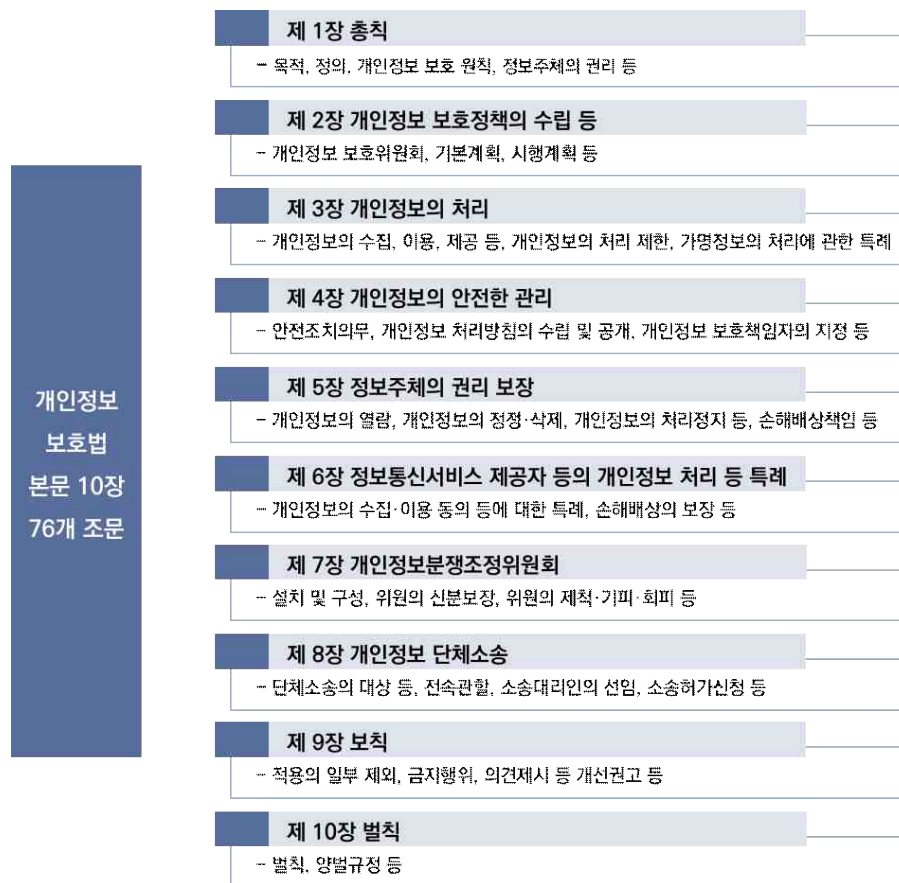 개인정보
보호법
본문 10장
76개 조문
제 1장 총칙
- 목적, 정의, 개인정보 보호 원칙, 정보주체의 권리 등
제 2장 개인정보 보호정책의 수립 등
- 개인정보 보호위원회, 기본계획, 시행계획 등
제 3장 개인정보의 처리
- 개인정보의 수집, 이용, 제공 등, 개인정보의 처리 제한, 가명정보의 처리에 관한 특례
제 4장 개인정보의 안전한 관리
- 안전조치의무, 개인정보 처리방침의 수립 및 공개, 개인정보 보호책임자의 지정 등
제 5장 정보주체의 권리 보장
- 개인정보의 열람, 개인정보의 정정·삭제, 개인정보의 처리정지 등, 손해배상책임 등
제 6장 정보통신서비스 제공자 등의 개인정보 처리 등 특례
- 개인정보의 수집·이용 동의 등에 대한 특례, 손해배상의 보장 등
제 7장 개인정보분쟁조정위원회
- 설치 및 구성, 위원의 신분보장, 위원의 제척·기피·회피 등
제 8장 개인정보 단체소송
- 단체소송의 대상 등, 전속관할, 소송대리인의 선임, 소송허가신청 등
제 9장 보칙
- 적용의 일부 제외, 금지행위, 의견제시 등 개선권고 등
제 10장 벌칙
- 벌칙, 양벌규정 등